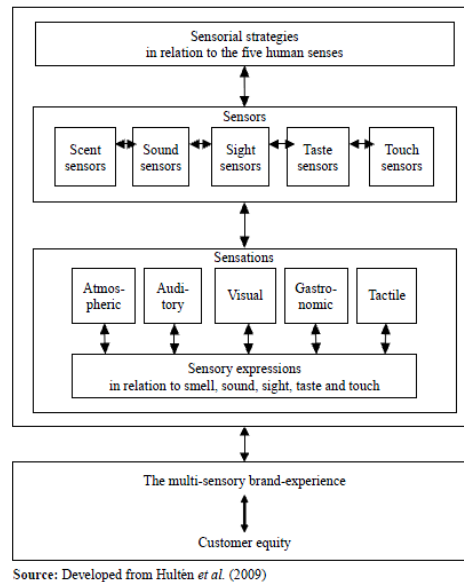 Sensorial strategies
in relation to the five human senses
Sensors
Scent
sensors
Sound
sensors
Sight
sensors
Taste
sensors
Touch
sensors
Sensations
Atmos-
pheric
Audi-
tory
Visual
Gastro-
nomic
Tactile
Sensory expressions
in relation to smell, sound, sight, taste and touch
The multi-sensory brand-experience
Customer equity
Source: Developed from Hultén et al. (2009)